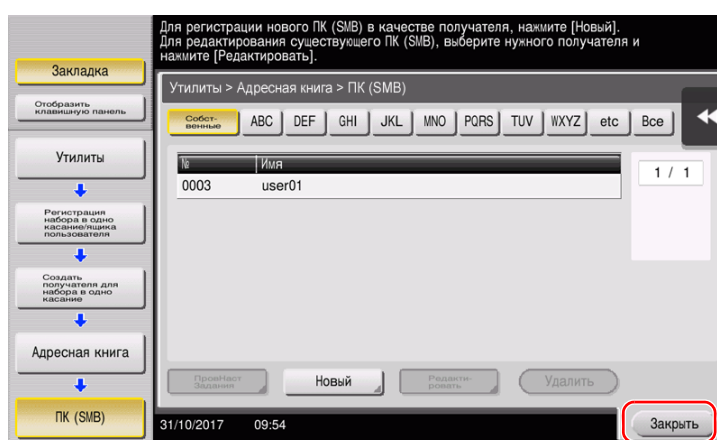 Для регистрации нового ПК (SMB) в качестве получателя, нажмите [Новый].
Для редактирования существующего ПК (SMB), выберите нужного получателя и
нажмите [Редактировать].
Закладка
Отобразить
клавишную панель
Утилиты
Регистрация
набора в одно
касание/ящика
пользователя
Создать
получателя для
набора в одно
касание
Адресная книга
ПК (SMB)
Утилиты > Адресная книга > ПК (SMB)
Собст-
венные
ABC DEF GHI JKL MNO PQRS TUV WXYZ etc Все
№ Имя
0003 user01
1 / 1
ПровНаст
Задания
Новый
Редакти-
ровать
Удалить
31/10/2017 09:54
Закрыть